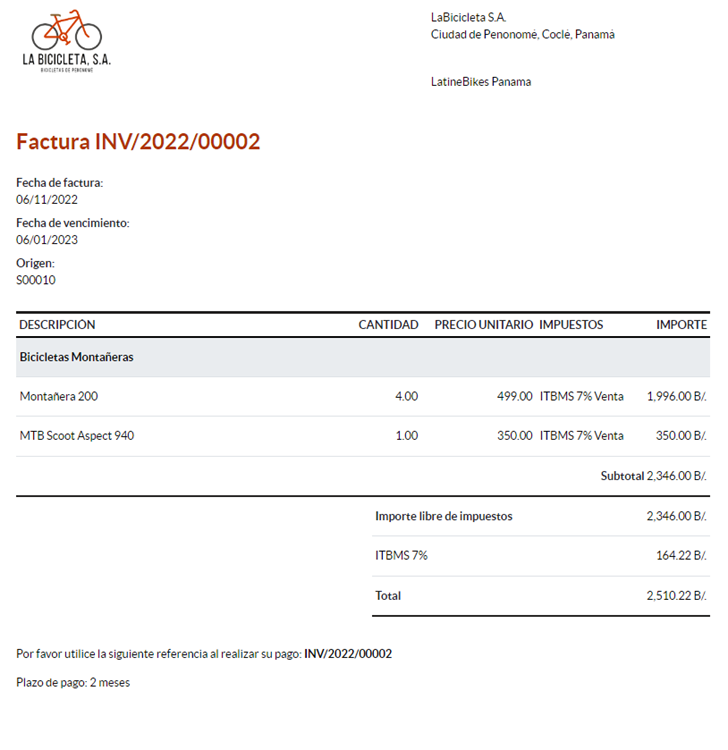 LA BICICLETA, S.A.
BICICLETAS DE PENONOMÉ
LaBicicleta S.A.
Ciudad de Penonomé, Coclé, Panamá
LatineBikes Panama
Factura INV/2022/00002
Fecha de factura:
06/11/2022
Fecha de vencimiento:
06/01/2023
Origen:
S00010
DESCRIPCIÓN CANTIDAD PRECIO UNITARIO IMPUESTOS IMPORTE
Bicicletas Montañeras
Montañera 200 4.00 499.00 ITBMS 7% Venta 1,996.00 B/.
MTB Scoot Aspect 940 1.00 350.00 ITBMS 7% Venta 350.00 B/.
Subtotal 2,346.00 B/.
Importe libre de impuestos 2,346.00 B/.
ITBMS 7% 164.22 B/.
Total 2,510.22 B/.
Por favor utilice la siguiente referencia al realizar su pago: INV/2022/00002
Plazo de pago: 2 meses